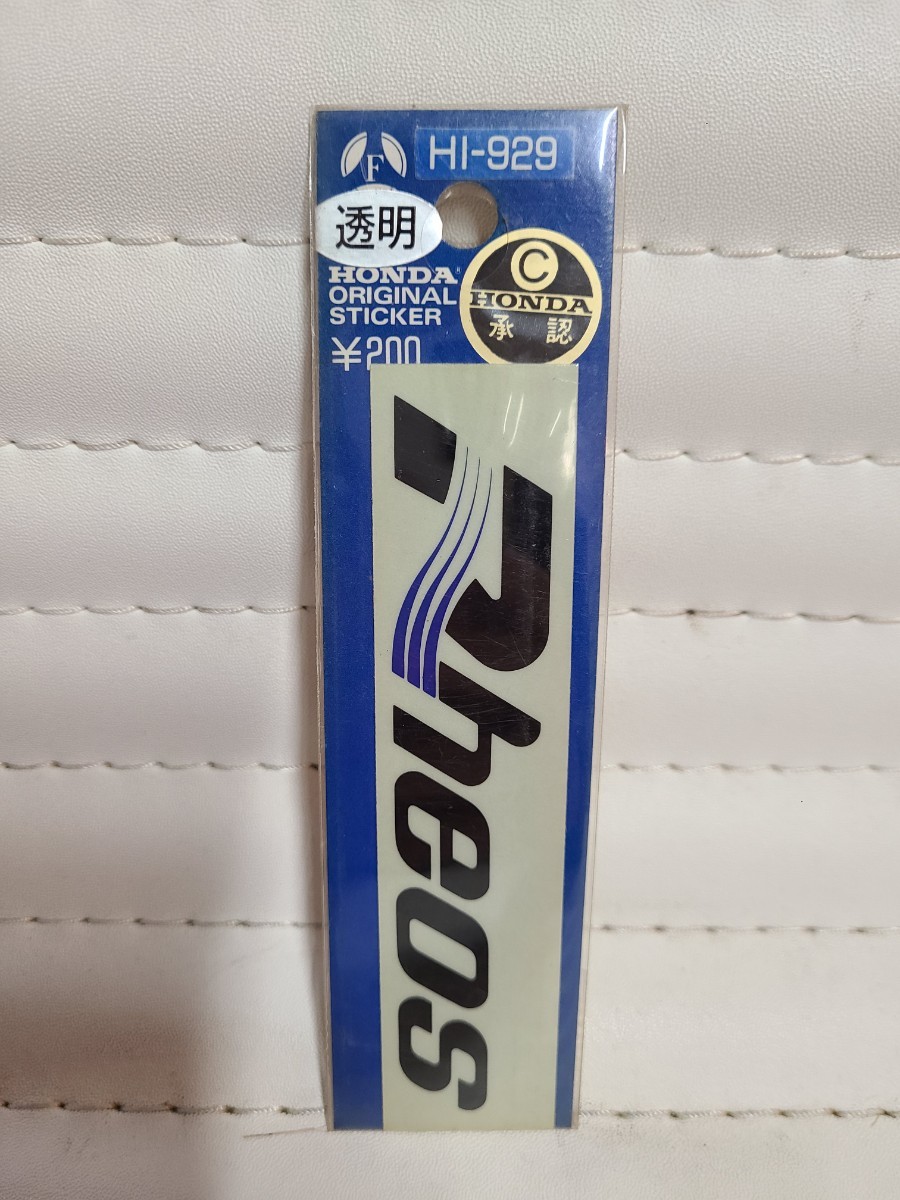 F
HI-929
透明
HONDA
ORIGINAL
STICKER
¥200
©
HONDA
承認
Rheos